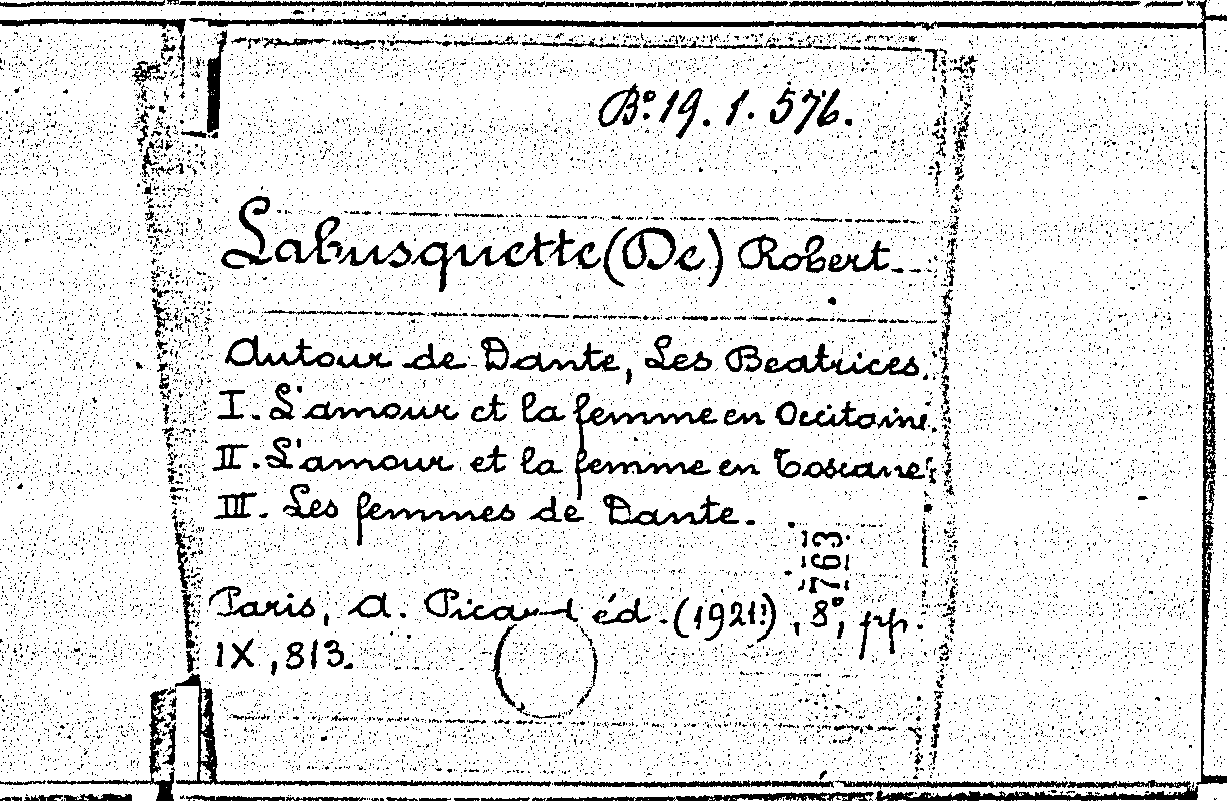 B.° 19. 1. 576.
Labusquette (De) Robert
Autour de Dante, Les Beatrices.
I. L'amour et la femme en Occitaine.
II. L'amour et la femme en Toscane.
III. Les femmes de Dante.
763
Paris, A. Picard éd. (1921?), 8°, pp.
IX, 813.